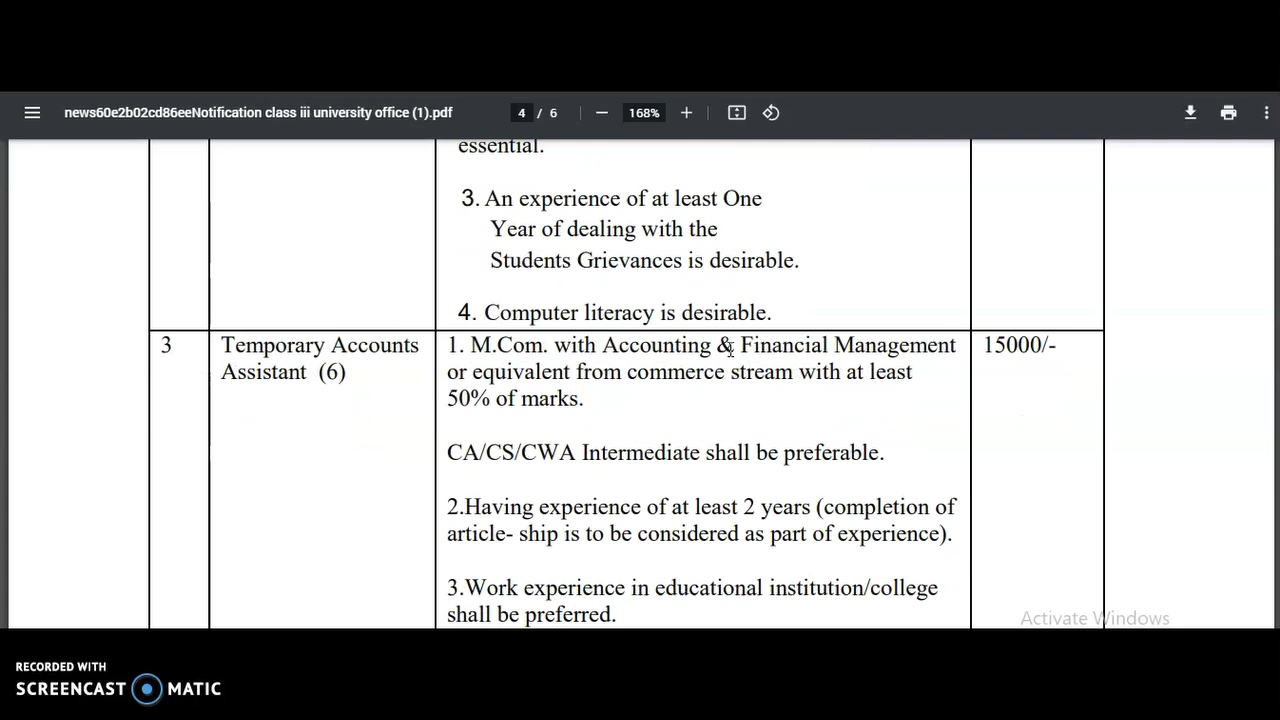 news60e2b02cd86eeNotification class iii university office (1).pdf
4 / 6
168%
essential.
3. An experience of at least One
Year of dealing with the
Students Grievances is desirable.
4. Computer literacy is desirable.
3
Temporary Accounts
Assistant (6)
1. M.Com. with Accounting & Financial Management
or equivalent from commerce stream with at least
50% of marks.
CA/CS/CWA Intermediate shall be preferable.
2.Having experience of at least 2 years (completion of
article- ship is to be considered as part of experience).
3.Work experience in educational institution/college
shall be preferred.
15000/-
Activate Windows
RECORDED WITH
SCREENCAST MATIC